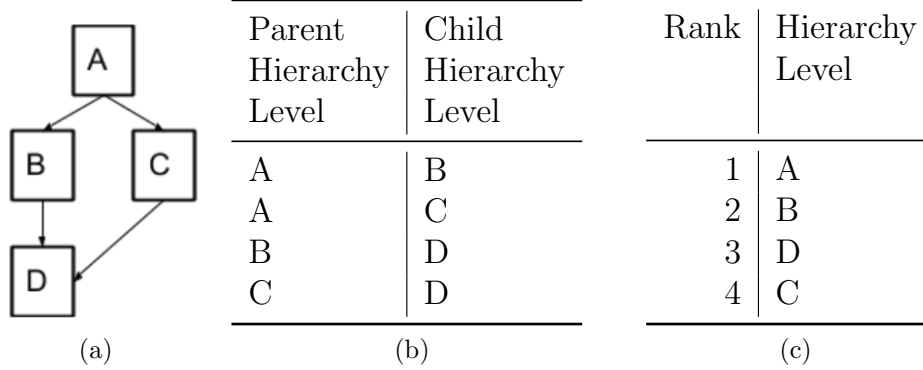 A
B C
D
(a)
Parent Child
Hierarchy Hierarchy
Level Level
A B
A C
B D
C D
(b)
Rank Hierarchy
Level
1 A
2 B
3 D
4 C
(c)